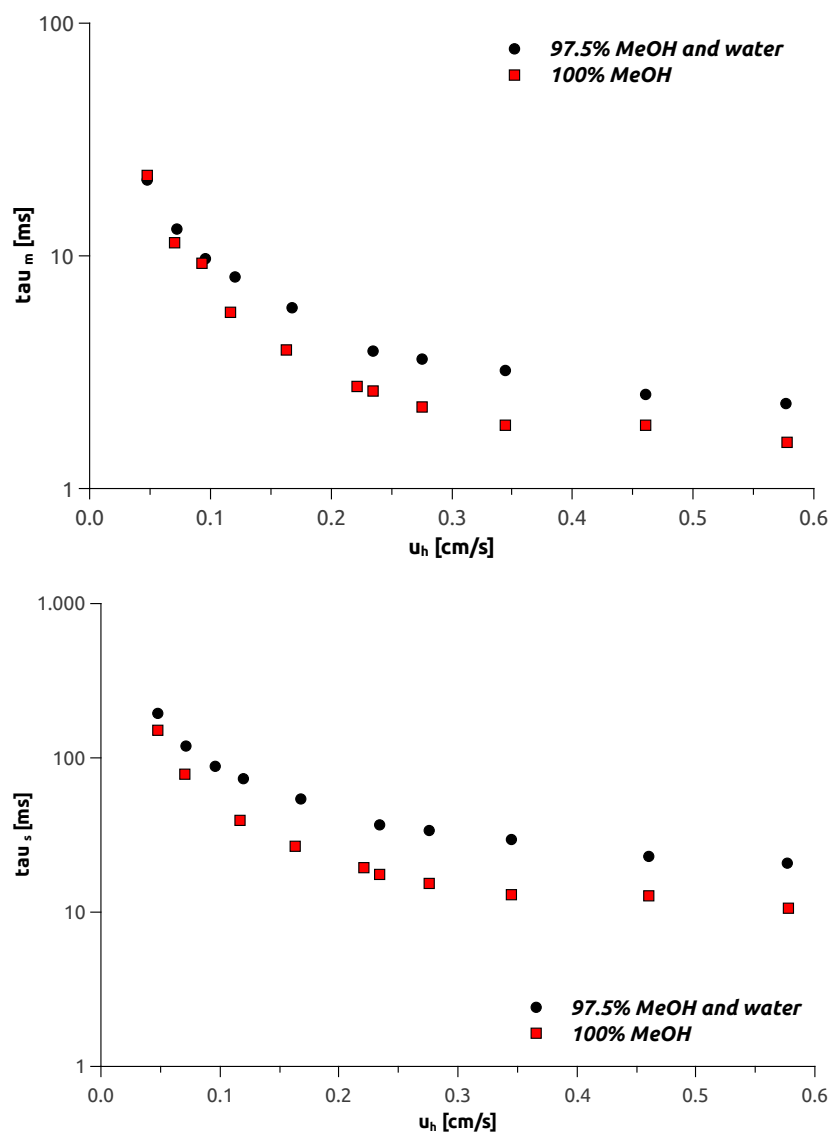 100
97.5% MeOH and water
100% MeOH
tau m [ms]
10
1
0.0 0.1 0.2 0.3 0.4 0.5 0.6
uh [cm/s]
1.000
tau s [ms]
100
10
97.5% MeOH and water
100% MeOH
1
0.0 0.1 0.2 0.3 0.4 0.5 0.6
uh [cm/s]